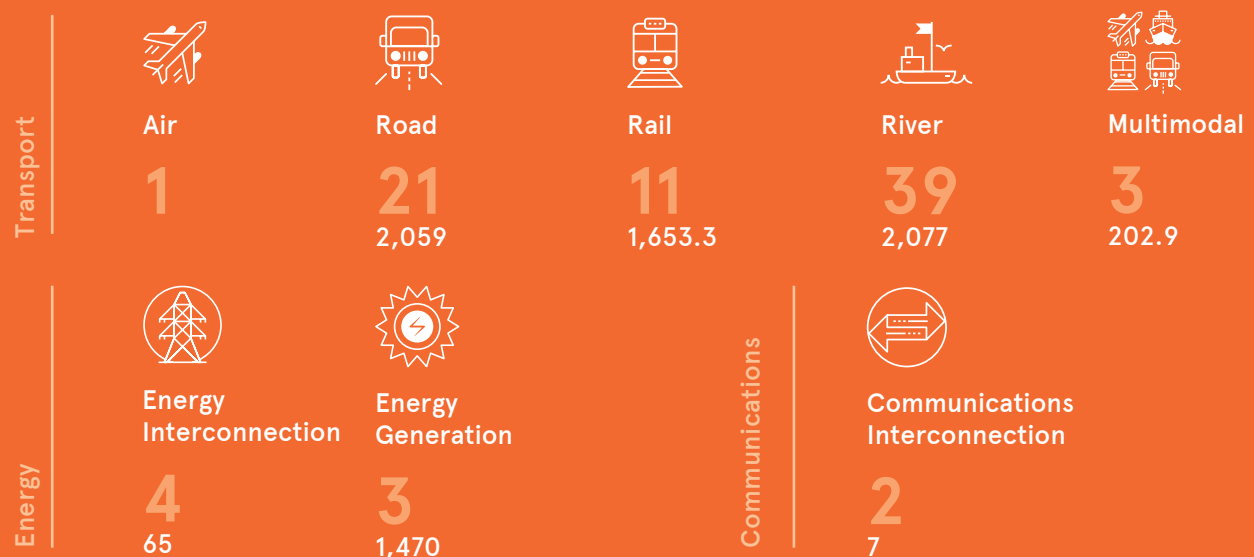 Transport
Air
1
Road
21
2,059
Rail
11
1,653.3
River
39
2,077
Multimodal
3
202.9
Energy
Energy
Interconnection
4
65
Energy
Generation
3
1,470
Communications
Communications
Interconnection
2
7